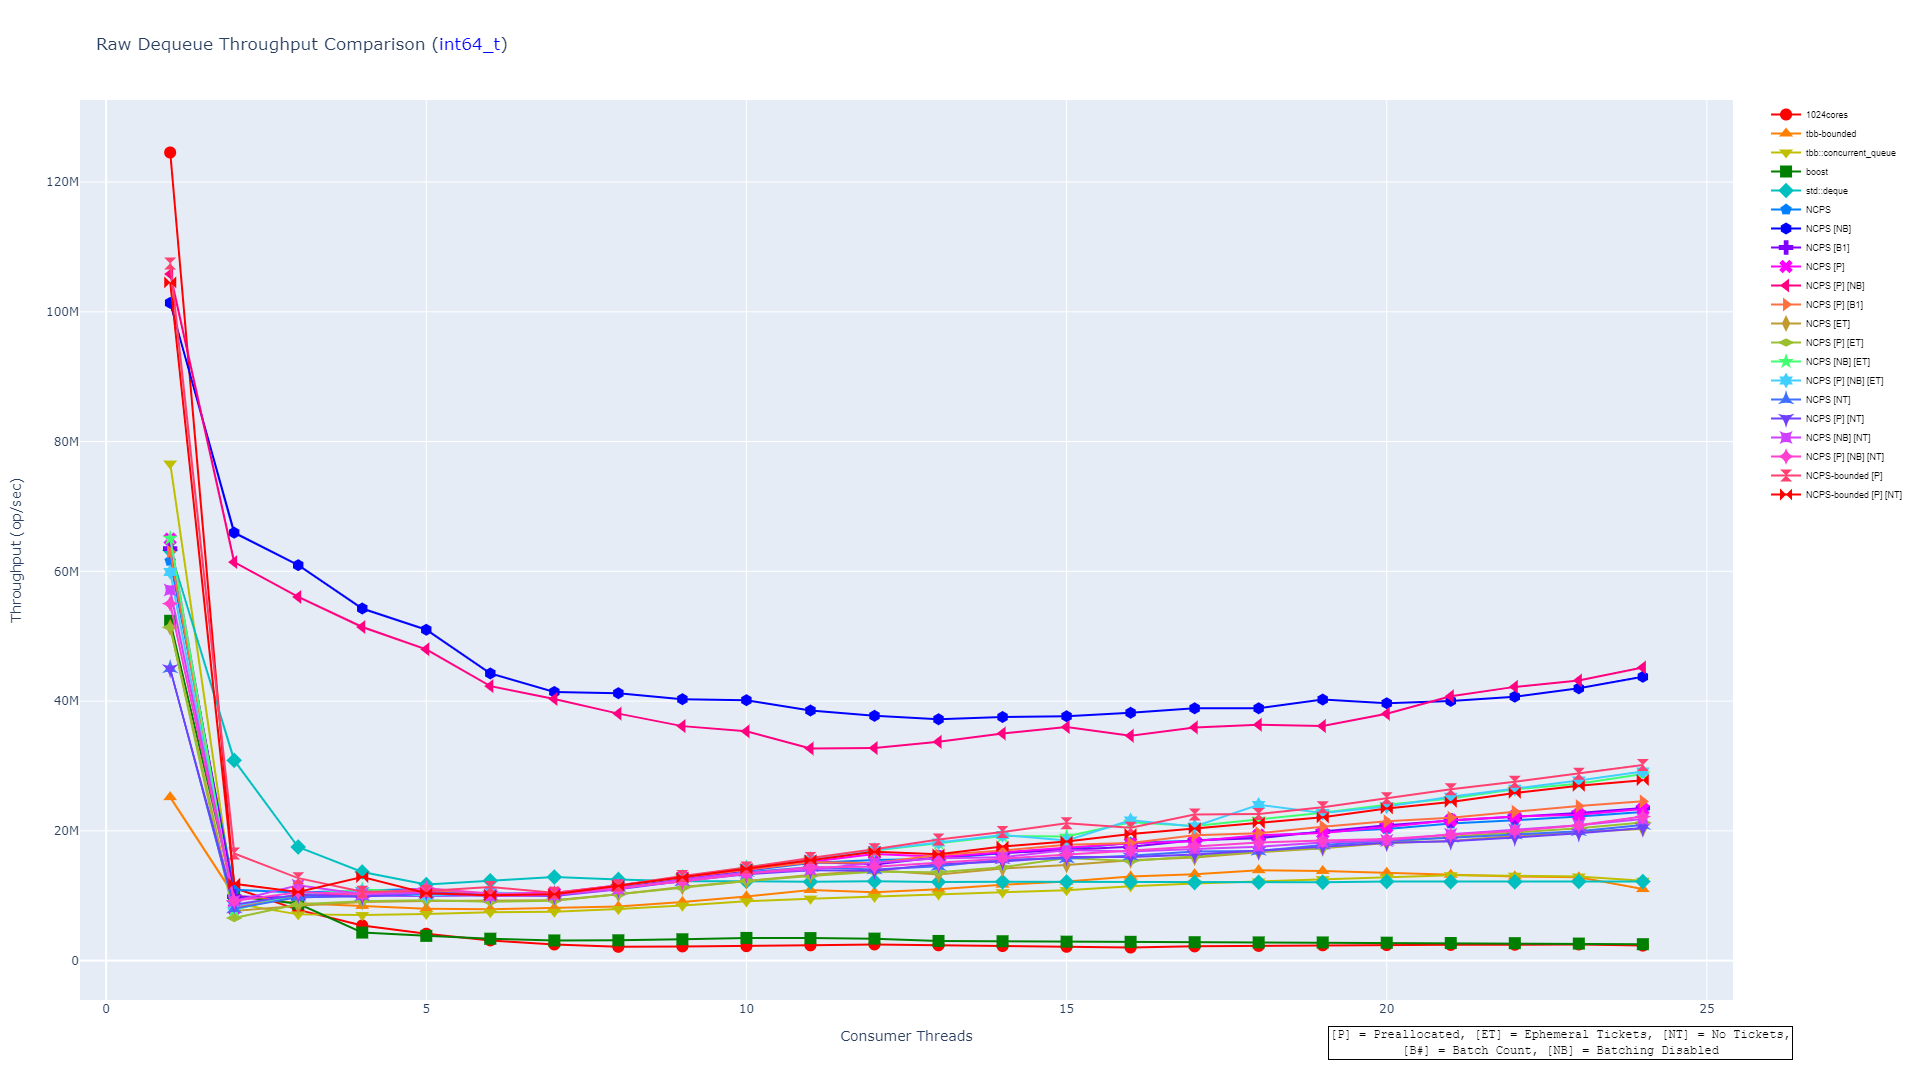 Raw Dequeue Throughput Comparison (int64_t)
Throughput (op/sec)
120M
100M
80M
60M
40M
20M
0
0
5
10
15
20
25
Consumer Threads
1024cores
tbb-bounded
tbb::concurrent_queue
boost
std::deque
NCPS
NCPS [NB]
NCPS [B1]
NCPS [P]
NCPS [P] [NB]
NCPS [P] [B1]
NCPS [ET]
NCPS [P] [ET]
NCPS [NB] [ET]
NCPS [P] [NB] [ET]
NCPS [NT]
NCPS [P] [NT]
NCPS [NB] [NT]
NCPS [P] [NB] [NT]
NCPS-bounded [P]
NCPS-bounded [P] [NT]
[P] = Preallocated, [ET] = Ephemeral Tickets, [NT] = No Tickets,
[B#] = Batch Count, [NB] = Batching Disabled